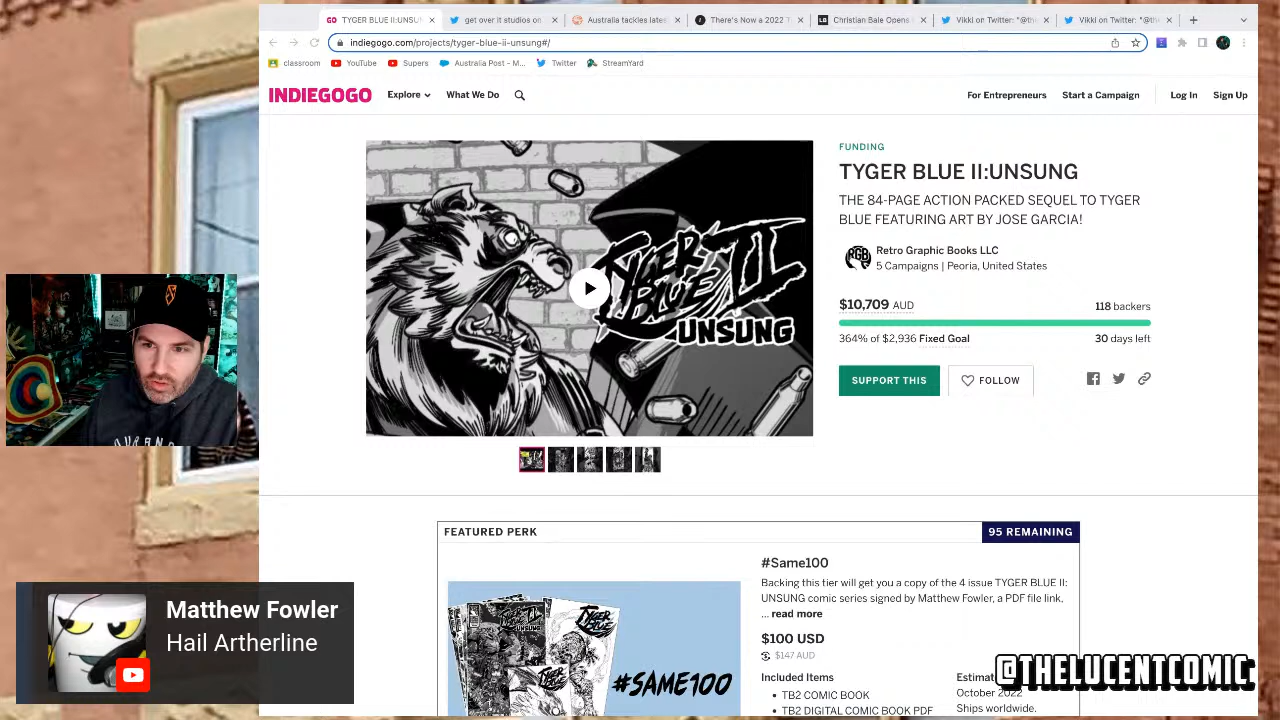 GO TYGER BLUE II:UNSU
get over it studios on
Australia tackles lates
There's Now a 2022 T
Christian Bale Opens
Vikki on Twitter: "@the
Vikki on Twitter: "@the
indiegogo.com/projects/tyger-blue-ii-unsung#/
classroom
YouTube
Supers
Australia Post – M...
Twitter
StreamYard
INDIEGOGO
Explore
What We Do
For Entrepreneurs
Start a Campaign
Log In
Sign Up
TYGER BLUE II
UNSUNG
FUNDING
TYGER BLUE II:UNSUNG
THE 84-PAGE ACTION PACKED SEQUEL TO TYGER
BLUE FEATURING ART BY JOSE GARCIA!
RGB
Retro Graphic Books LLC
5 Campaigns | Peoria, United States
$10,709 AUD
118 backers
364% of $2,936 Fixed Goal
30 days left
SUPPORT THIS
FOLLOW
FEATURED PERK
95 REMAINING
#SAME100
#Same100
Backing this tier will get you a copy of the 4 issue TYGER BLUE II:
UNSUNG comic series signed by Matthew Fowler, a PDF file link,
... read more
$100 USD
$147 AUD
Included Items
• TB2 COMIC BOOK
• TB2 DIGITAL COMIC BOOK PDF
Estima
October 2022
Ships worldwide.
Matthew Fowler
Hail Artherline
@THELUCENTCOMIC